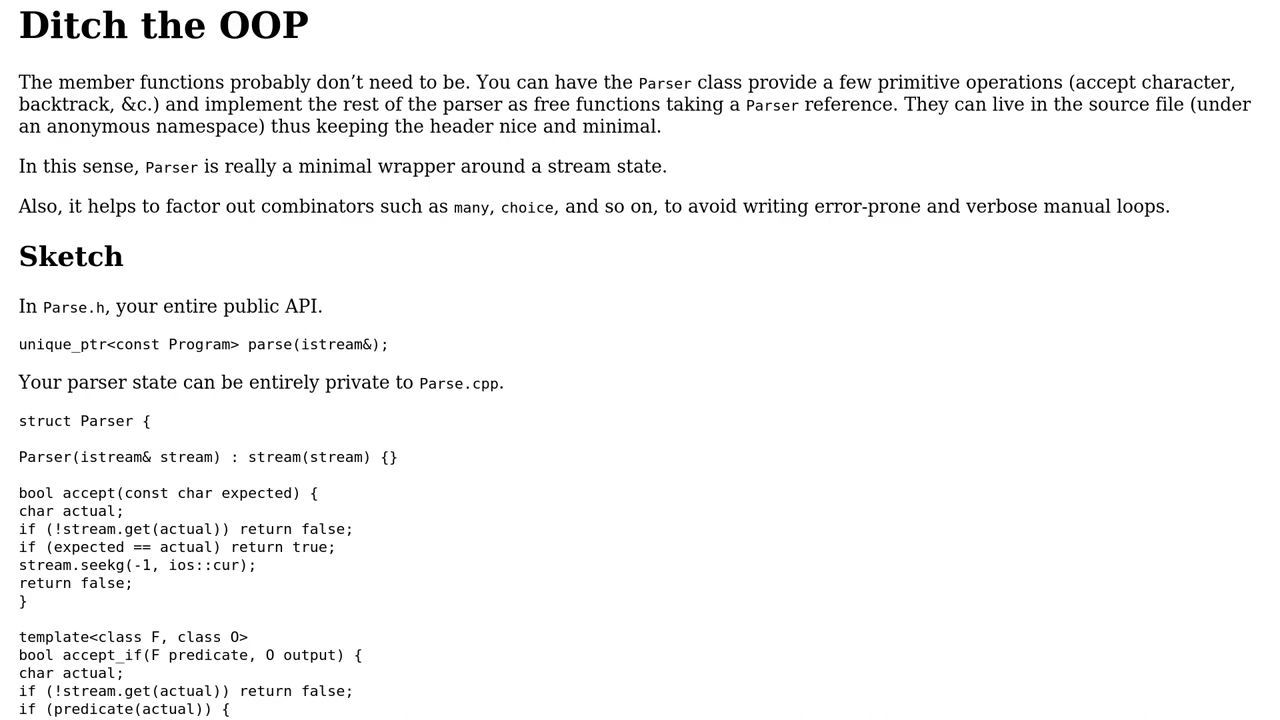 Ditch the OOP
The member functions probably don’t need to be. You can have the Parser class provide a few primitive operations (accept character,
backtrack, &c.) and implement the rest of the parser as free functions taking a Parser reference. They can live in the source file (under
an anonymous namespace) thus keeping the header nice and minimal.
In this sense, Parser is really a minimal wrapper around a stream state.
Also, it helps to factor out combinators such as many, choice, and so on, to avoid writing error-prone and verbose manual loops.
Sketch
In Parse.h, your entire public API.
unique_ptr<const Program> parse(istream&);
Your parser state can be entirely private to Parse.cpp.
struct Parser {
Parser(istream& stream) : stream(stream) {}
bool accept(const char expected) {
char actual;
if (!stream.get(actual)) return false;
if (expected == actual) return true;
stream.seekg(-1, ios::cur);
return false;
}
template<class F, class O>
bool accept_if(F predicate, O output) {
char actual;
if (!stream.get(actual)) return false;
if (predicate(actual)) {